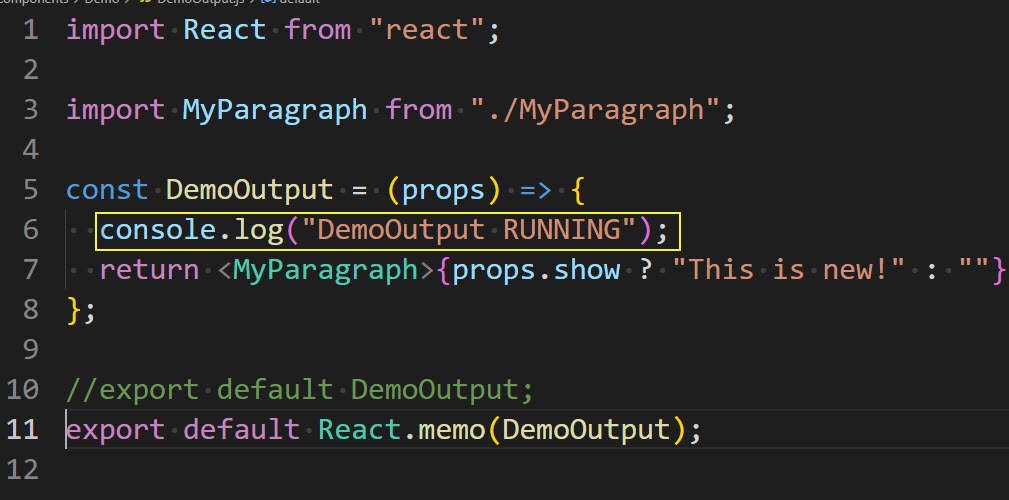 components > Demo > DemoOutput.js > default
1 import React from "react";
2
3 import MyParagraph from "./MyParagraph";
4
5 const DemoOutput = (props) => {
6 console.log("DemoOutput RUNNING");
7 return <MyParagraph>{props.show ? "This is new!" : ""}
8 };
9
10 //export default DemoOutput;
11 export default React.memo(DemoOutput);
12